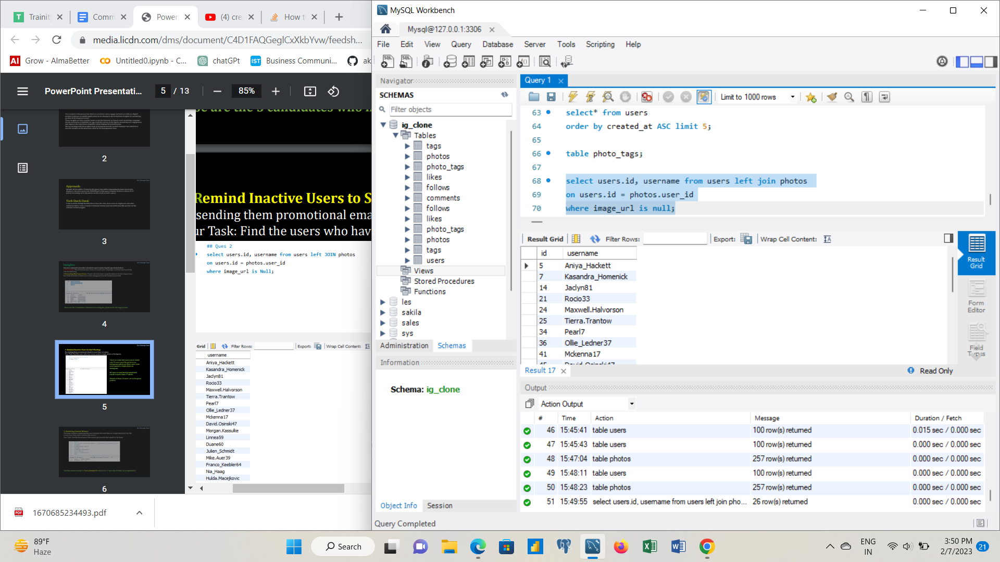 Trainit
Comm
Power
(4) cre
How t
media.licdn.com/dms/document/C4D1FAQGeglCxXkbYvw/feedsh...
Grow - AlmaBetter
Untitled0.ipynb - C...
chatGPt
Business Communi...
ak
PowerPoint Presentati...
5 / 13
85%
2
Approach:
Tech Stack Used:
3
Insights:
4
5
6
Remind Inactive Users to S
sending them promotional ema
ur Task: Find the users who hav
## Ques 2
select users.id, username from users left JOIN photos
on users.id = photos.user_id
where image_url is Null;
Grid
Filter Rows:
Export:
Wrap Cell Content:
username
Aniya_Hackett
Kasandra_Homenick
Jaclyn81
Rocio33
Maxwell.Halvorson
Tierra.Trantow
Pearl7
Ollie_Ledner37
Mckenna17
David.Osinski47
Morgan.Kassulke
Linnea59
Duane60
Julien_Schmidt
Mike.Auer39
Franco_Keebler64
Nia_Haag
Hulda.Macejkovic
1670685234493.pdf
MySQL Workbench
Mysql@127.0.0.1:3306
File Edit View Query Database Server Tools Scripting Help
Navigator
SCHEMAS
Filter objects
ig_clone
Tables
tags
photos
photo_tags
likes
follows
comments
follows
likes
photo_tags
photos
tags
users
Views
Stored Procedures
Functions
les
sakila
sales
sys
Administration Schemas
Information
Schema: ig_clone
Object Info Session
Query Completed
Query 1
Limit to 1000 rows
63 select* from users
64 order by created_at ASC limit 5;
65
66 table photo_tags;
67
68 select users.id, username from users left join photos
69 on users.id = photos.user_id
70 where image_url is null;
Result Grid
Filter Rows:
Export:
Wrap Cell Content:
id username
5 Aniya_Hackett
7 Kasandra_Homenick
14 Jaclyn81
21 Rocio33
24 Maxwell.Halvorson
25 Tierra.Trantow
34 Pearl7
36 Ollie_Ledner37
41 Mckenna17
45 David.Osinski47
Result Grid
Form Editor
Field Types
Result 17
Read Only
Output
Action Output
# Time Action Message Duration / Fetch
46 15:45:41 table users 100 row(s) returned 0.015 sec / 0.000 sec
47 15:45:43 table users 100 row(s) returned 0.000 sec / 0.000 sec
48 15:47:04 table photos 257 row(s) returned 0.000 sec / 0.000 sec
49 15:48:11 table users 100 row(s) returned 0.000 sec / 0.000 sec
50 15:48:23 table photos 257 row(s) returned 0.000 sec / 0.000 sec
51 15:49:55 select users.id, username from users left join pho... 26 row(s) returned 0.000 sec / 0.000 sec
89°F
Haze
Search
ENG
IN
3:50 PM
2/7/2023
21